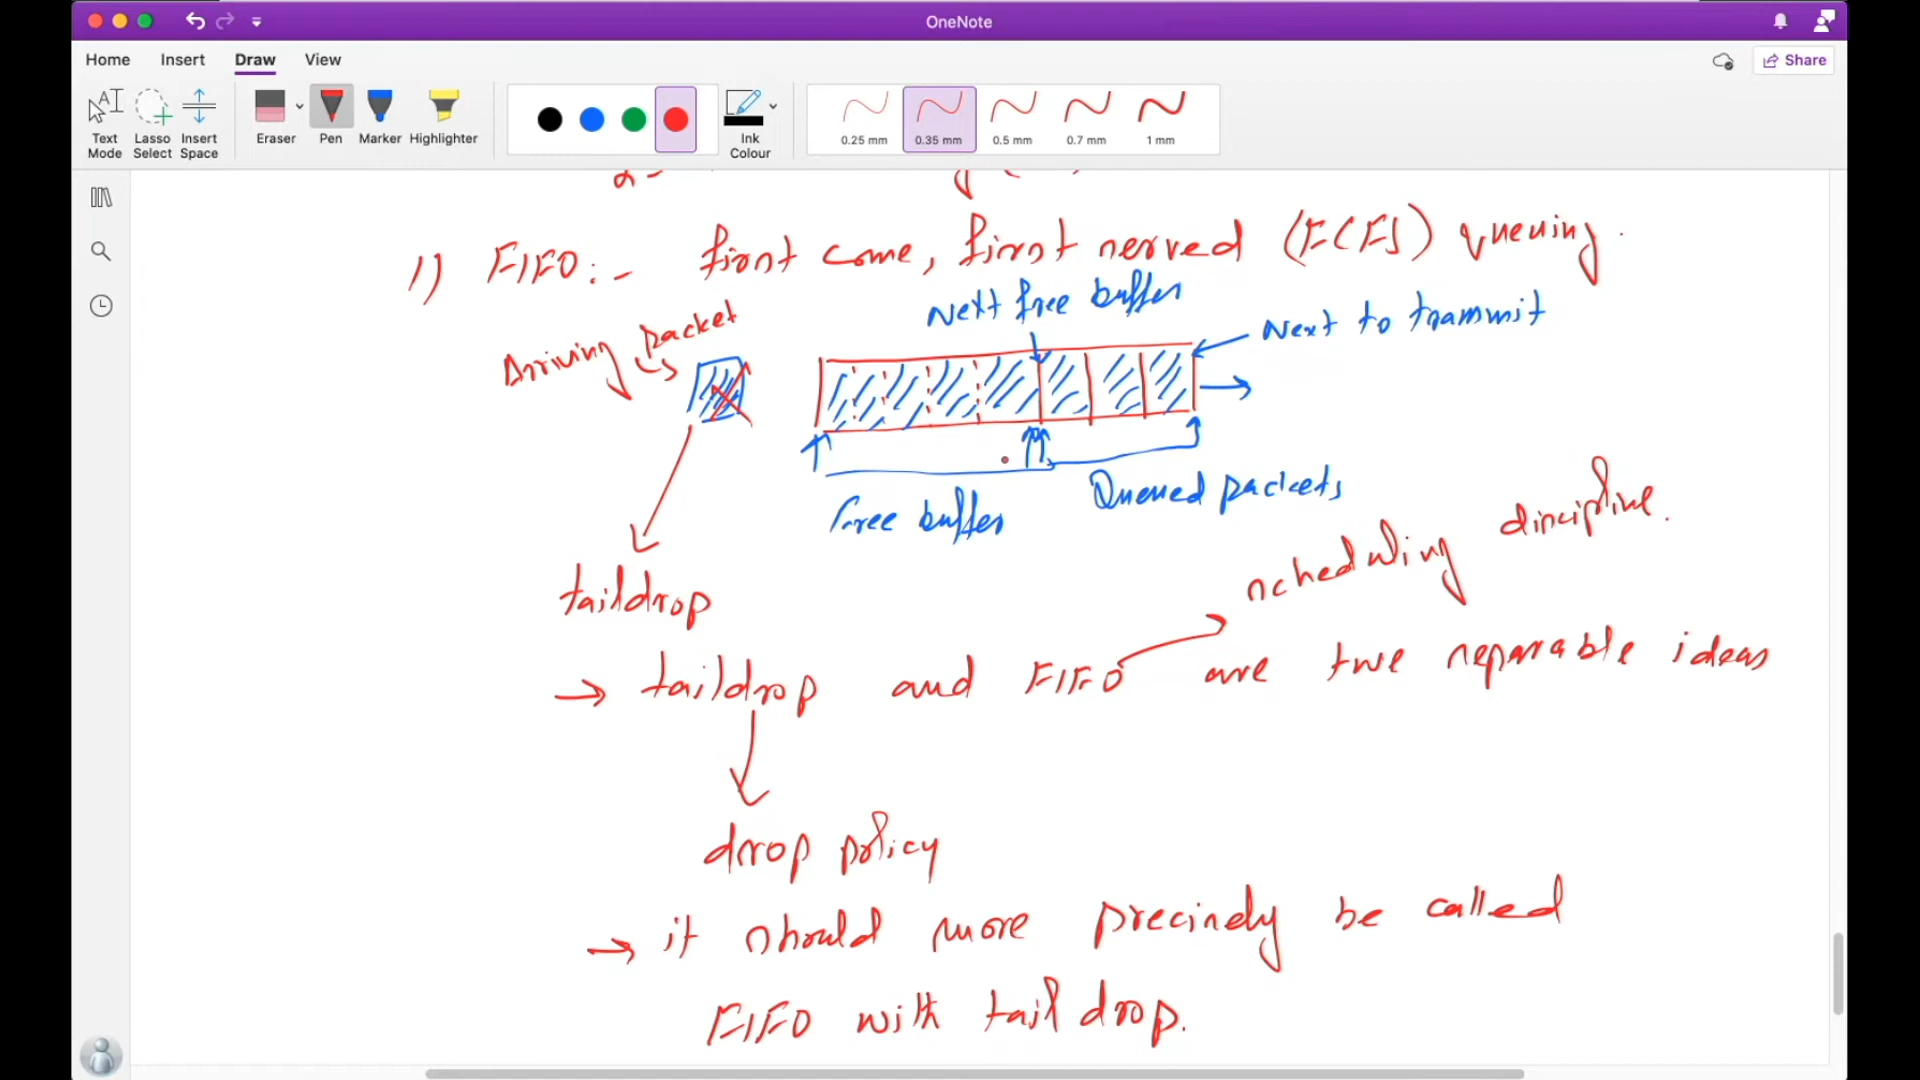 OneNote
Home Insert Draw View
Share
Text Mode
Lasso Select
Insert Space
Eraser
Pen
Marker
Highlighter
Ink Colour
0.25 mm
0.35 mm
0.5 mm
0.7 mm
1 mm
1) FIFO:- first come, first served (FCFS) queuing.
Next free buffer
Next to transmit
Arriving packet
Free buffer
Queued packets
taildrop
scheduling discipline.
→ taildrop and FIFO are two separable ideas
drop policy
→ it should more precisely be called
FIFO with tail drop.